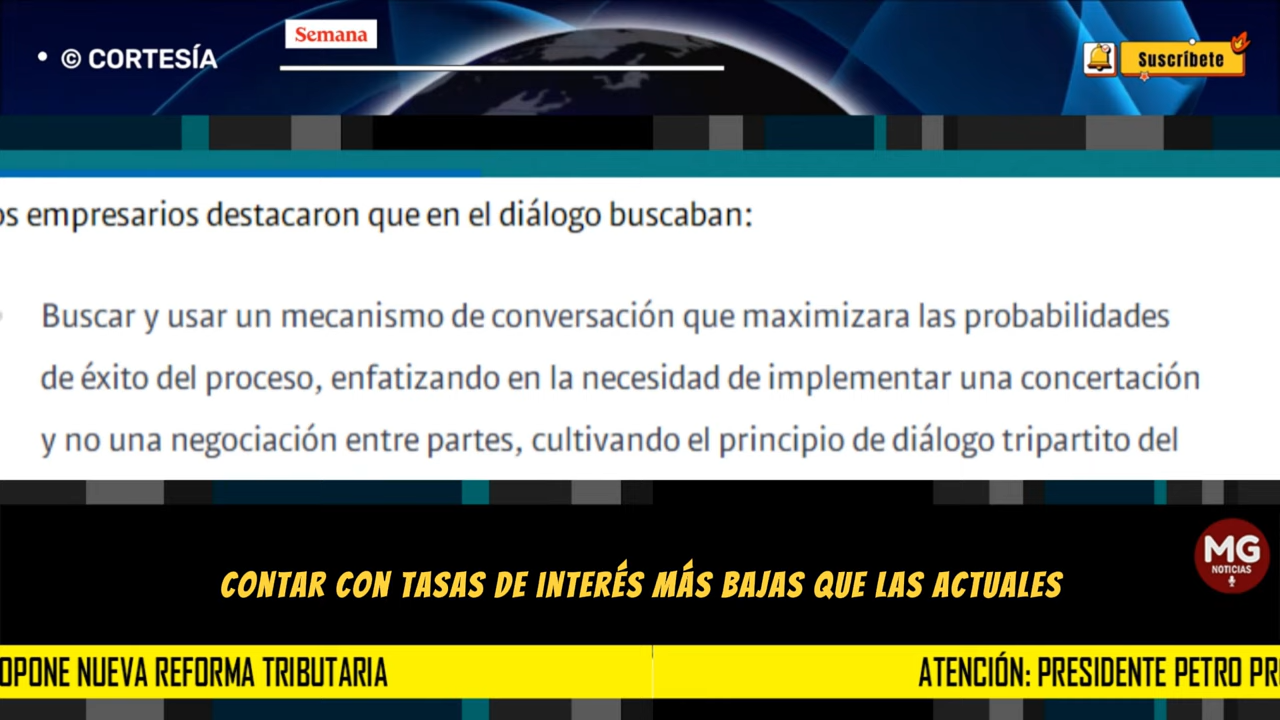 • © CORTESÍA
Semana
Suscríbete
os empresarios destacaron que en el diálogo buscaban:
Buscar y usar un mecanismo de conversación que maximizara las probabilidades
de éxito del proceso, enfatizando en la necesidad de implementar una concertación
y no una negociación entre partes, cultivando el principio de diálogo tripartito del
MG
NOTICIAS
CONTAR CON TASAS DE INTERÉS MÁS BAJAS QUE LAS ACTUALES
OPONE NUEVA REFORMA TRIBUTARIA
ATENCIÓN: PRESIDENTE PETRO PR